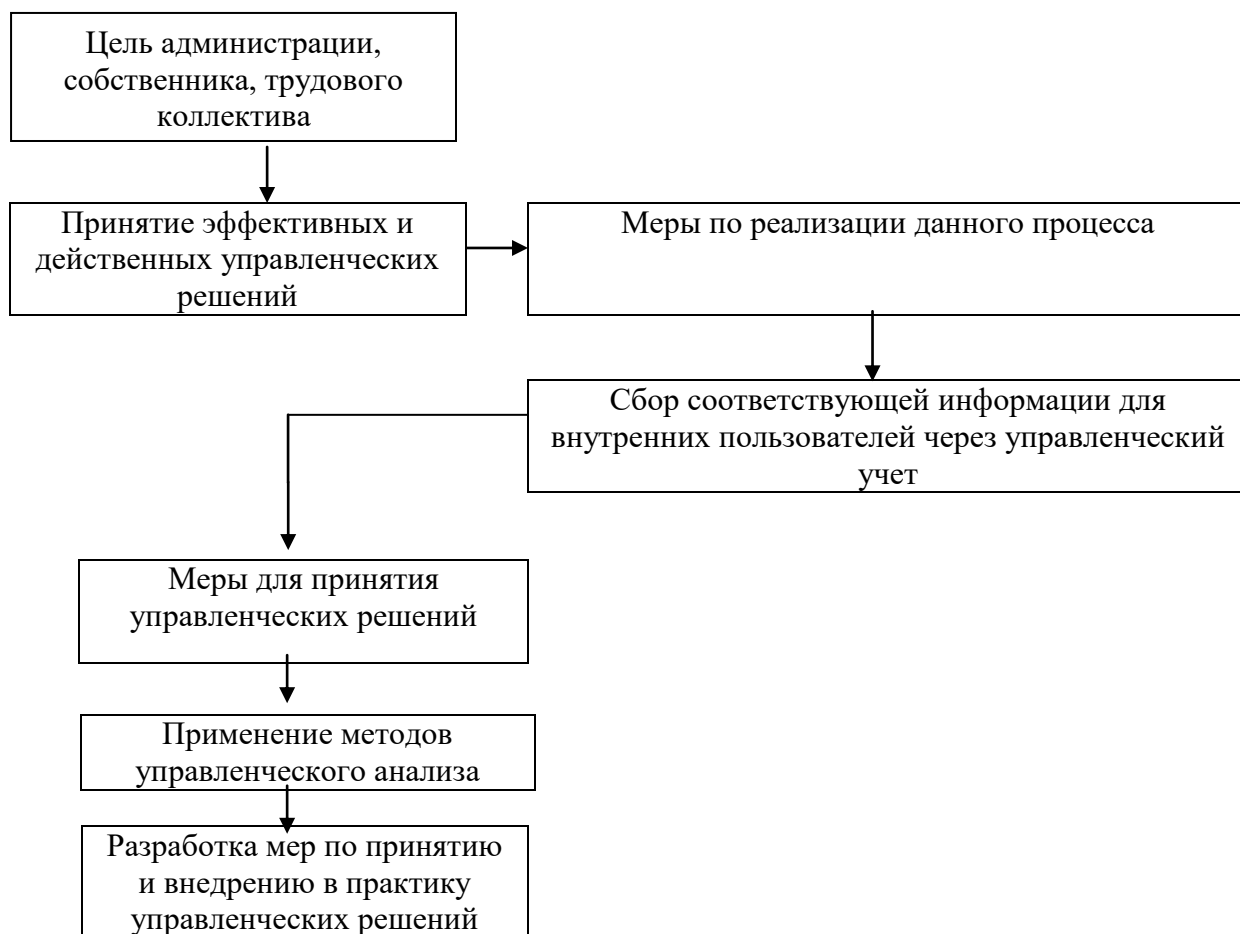 Цель администрации,
собственника, трудового
коллектива
Принятие эффективных и
действенных управленческих
решений
Меры по реализации данного процесса
Сбор соответствующей информации для
внутренних пользователей через управленческий
учет
Меры для принятия
управленческих решений
Применение методов
управленческого анализа
Разработка мер по принятию
и внедрению в практику
управленческих решений